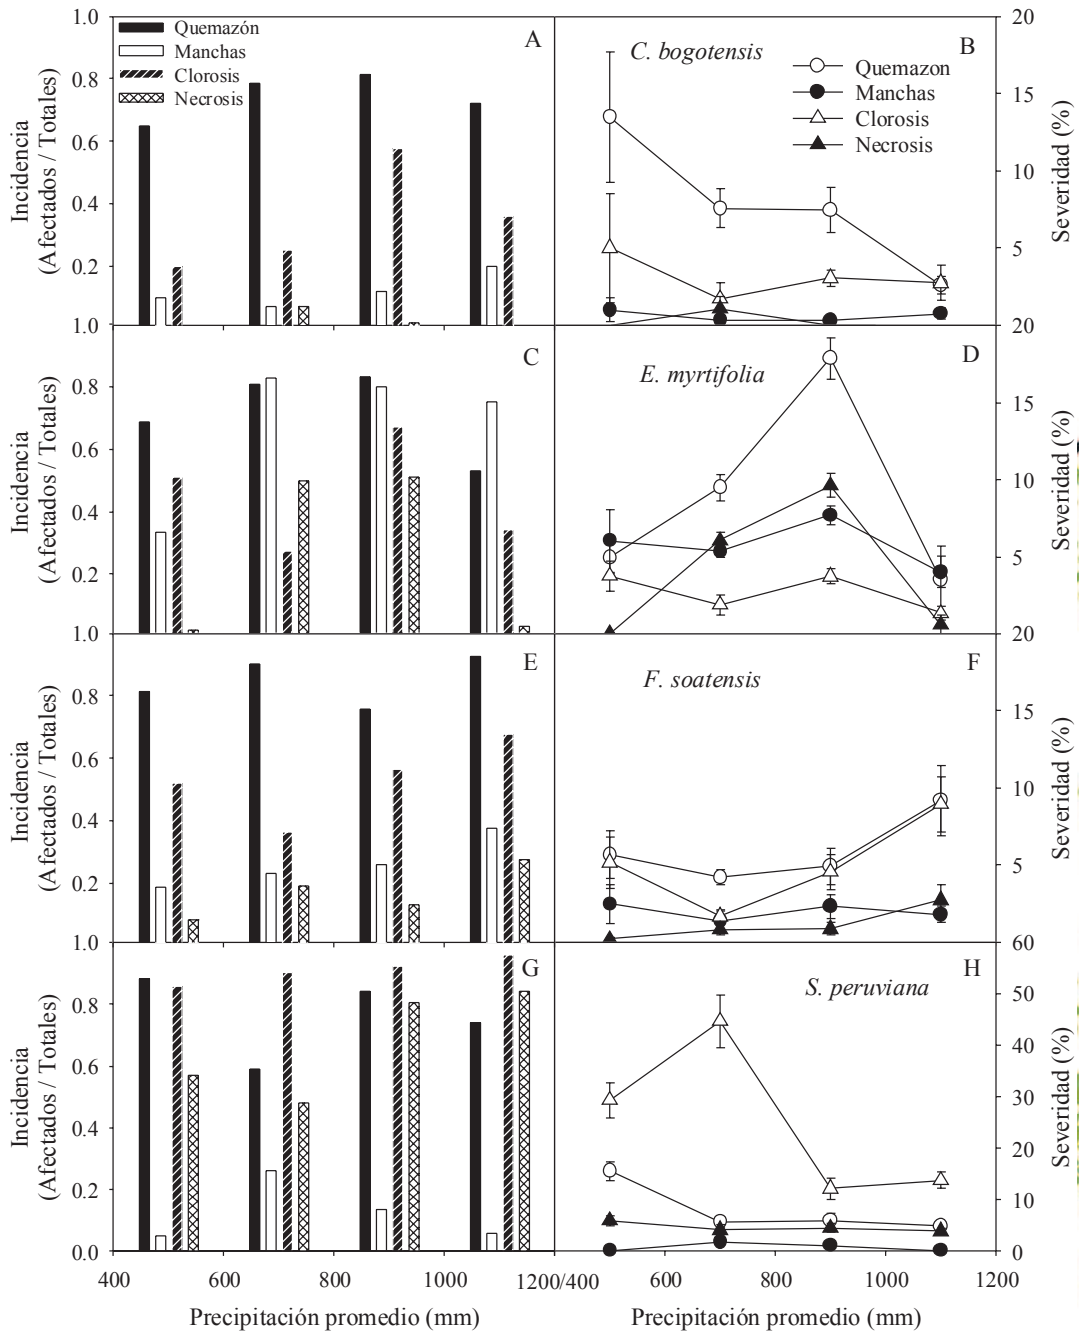 1.0
0.8
0.6
0.4
0.2
1.0
Incidencia
(Afectados / Totales)
Quemazón
Manchas
Clorosis
Necrosis
A
C. bogotensis
B
Quemazon
Manchas
Clorosis
Necrosis
20
15
10
5
20
Severidad (%)
0.8
0.6
0.4
0.2
1.0
Incidencia
(Afectados / Totales)
C
E. myrtifolia
D
15
10
5
20
Severidad (%)
0.8
0.6
0.4
0.2
1.0
Incidencia
(Afectados / Totales)
E
F. soatensis
F
15
10
5
60
Severidad (%)
0.8
0.6
0.4
0.2
0.0
Incidencia
(Afectados / Totales)
G
H
S. peruviana
50
40
30
20
10
0
Severidad (%)
400 600 800 1000 1200/400 600 800 1000 1200
Precipitación promedio (mm)
Precipitación promedio (mm)